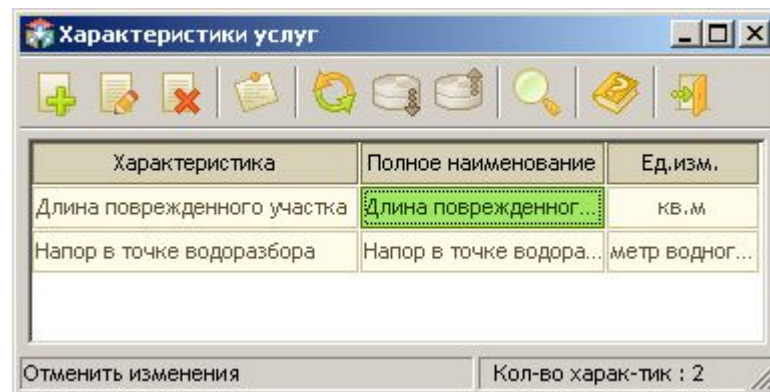 Характеристики услуг
Характеристика Полное наименование Ед.изм.
Длина поврежденного участка Длина поврежденног... кв.м
Напор в точке водоразбора Напор в точке водора... метр водног...
Отменить изменения Кол-во харак-тик : 2